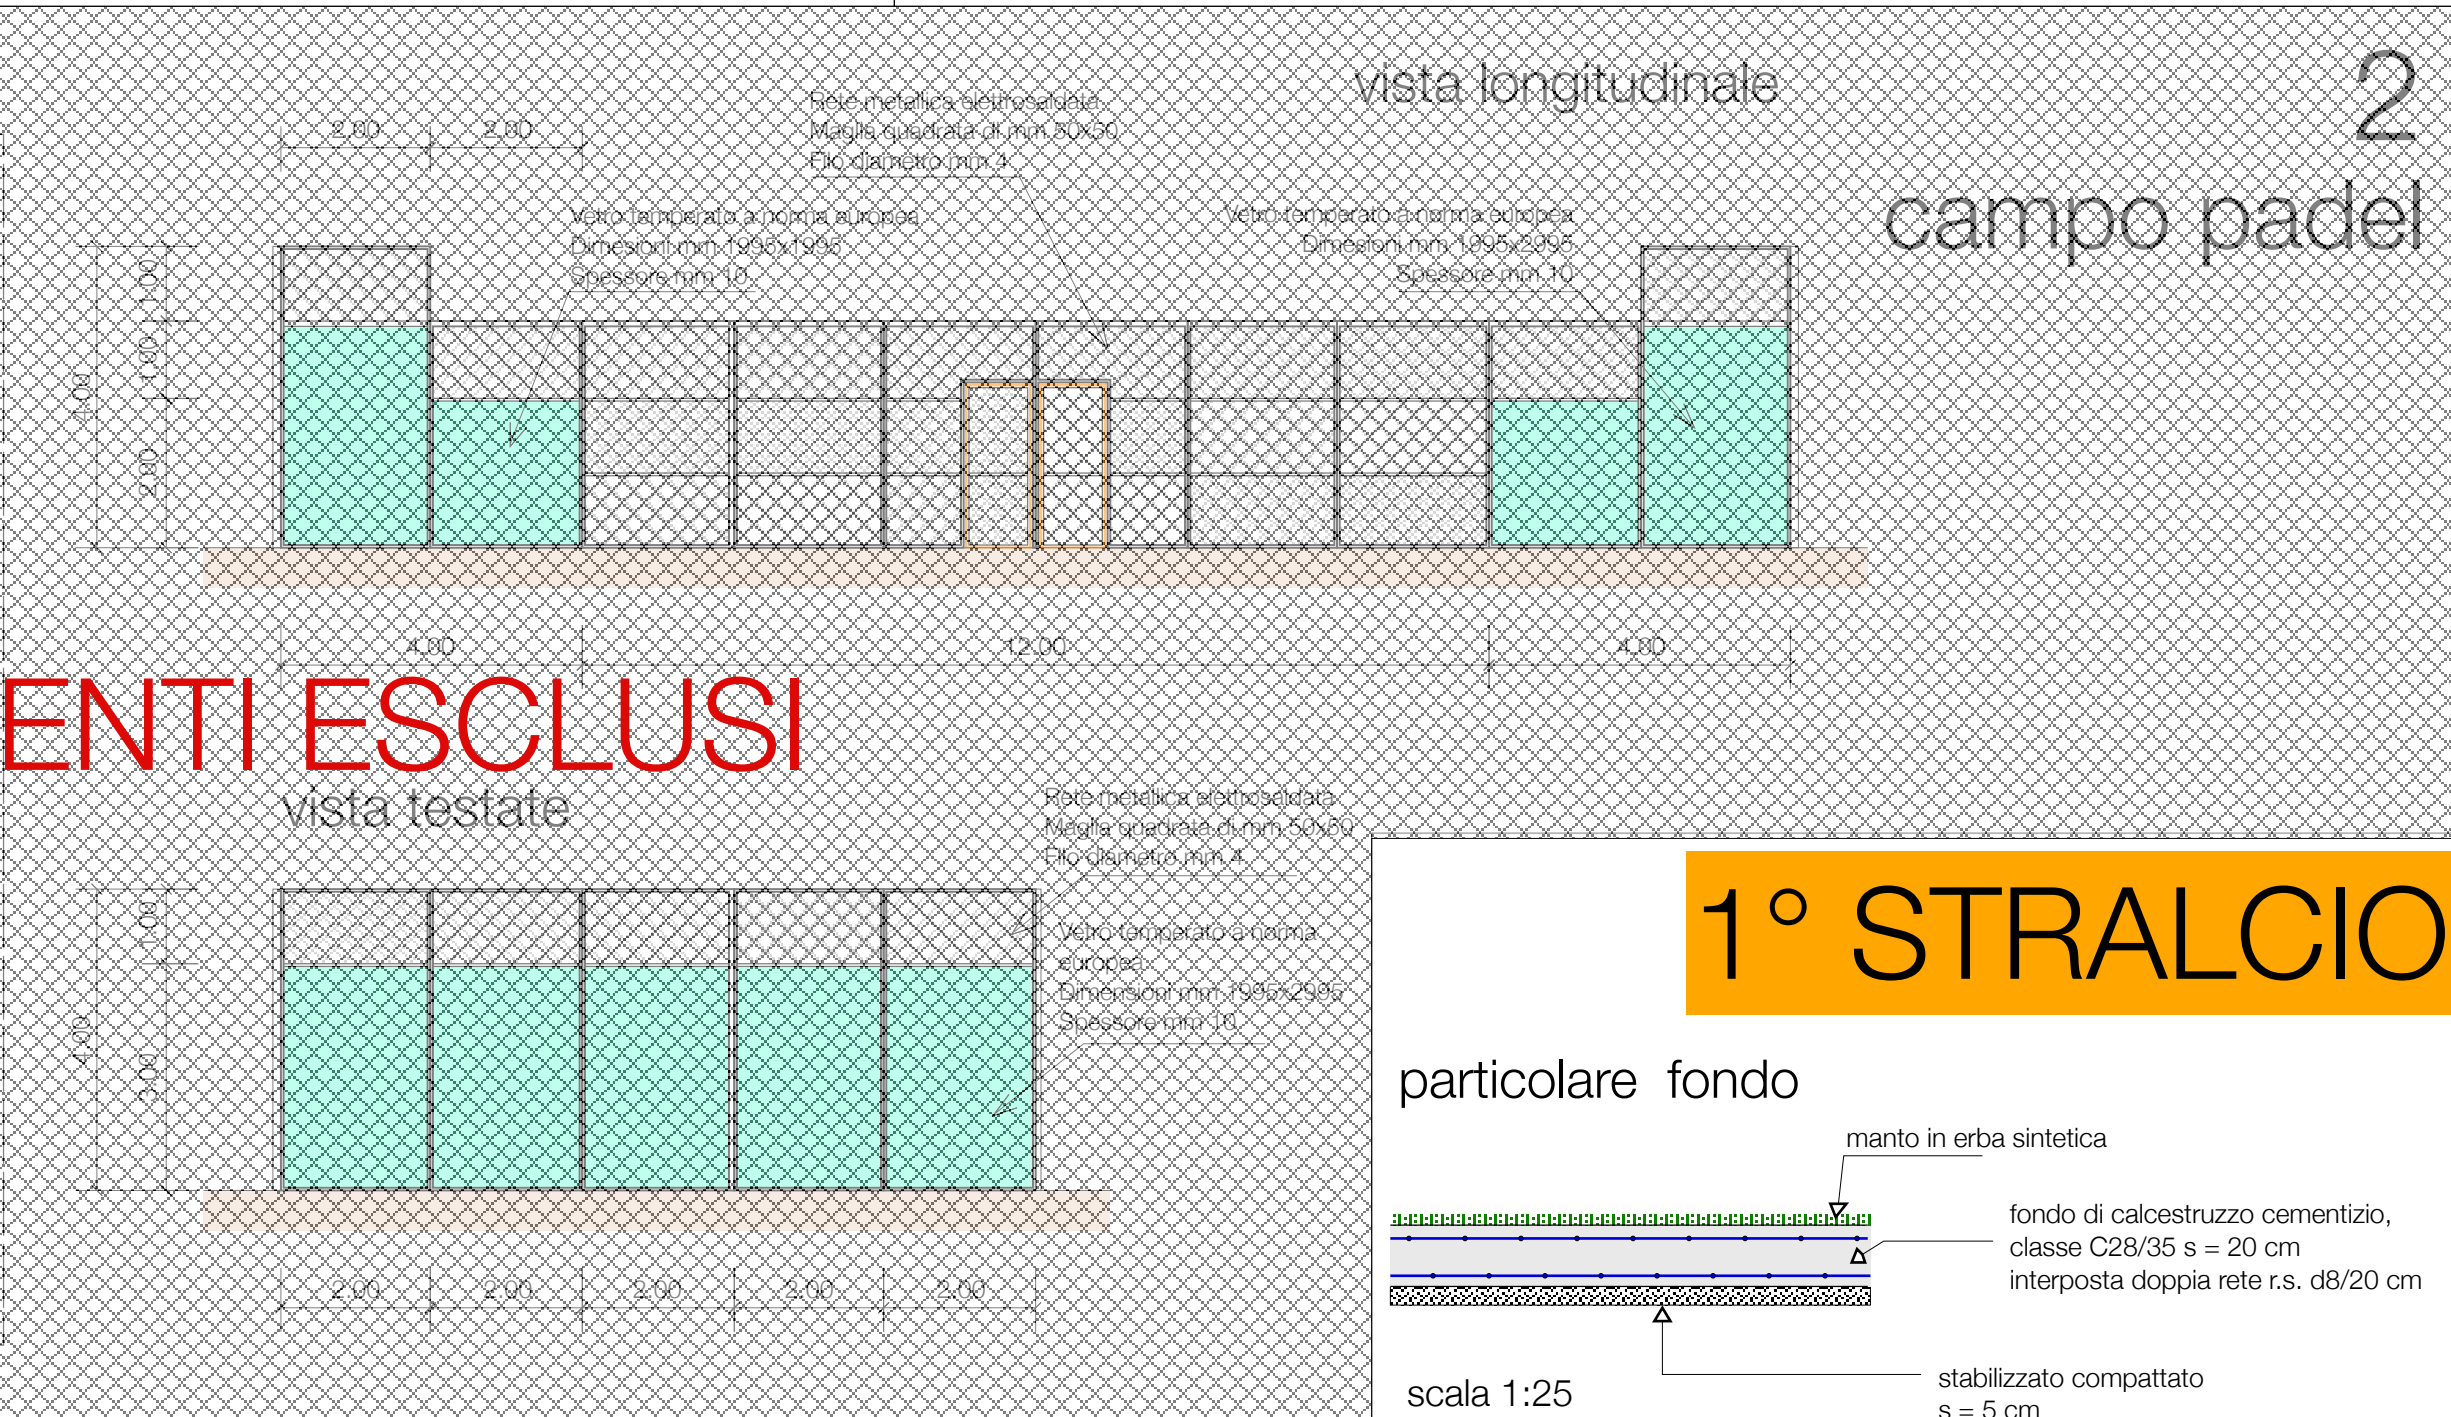 vista longitudinale
2
campo padel
Rete metallica elettrosaldata
Maglia quadrata di mm 50x50
Filo diametro mm 4
2.00
2.00
Vetro temperato a norma europea
Dimesioni mm 1995x1995
Spessore mm 10
Vetro temperato a norma europea
Dimesioni mm 1995x2995
Spessore mm 10
1.00
1.00
4.00
2.00
4.00
12.00
4.00
ENTI ESCLUSI
vista testate
Rete metallica elettrosaldata
Maglia quadrata di mm 50x50
Filo diametro mm 4
Vetro temperato a norma
europea
Dimensioni mm 1995x2995
Spessore mm 10
1.00
4.00
3.00
2.00
2.00
2.00
2.00
2.00
1° STRALCIO
particolare fondo
manto in erba sintetica
fondo di calcestruzzo cementizio,
classe C28/35 s = 20 cm
interposta doppia rete r.s. d8/20 cm
stabilizzato compattato
s = 5 cm
scala 1:25